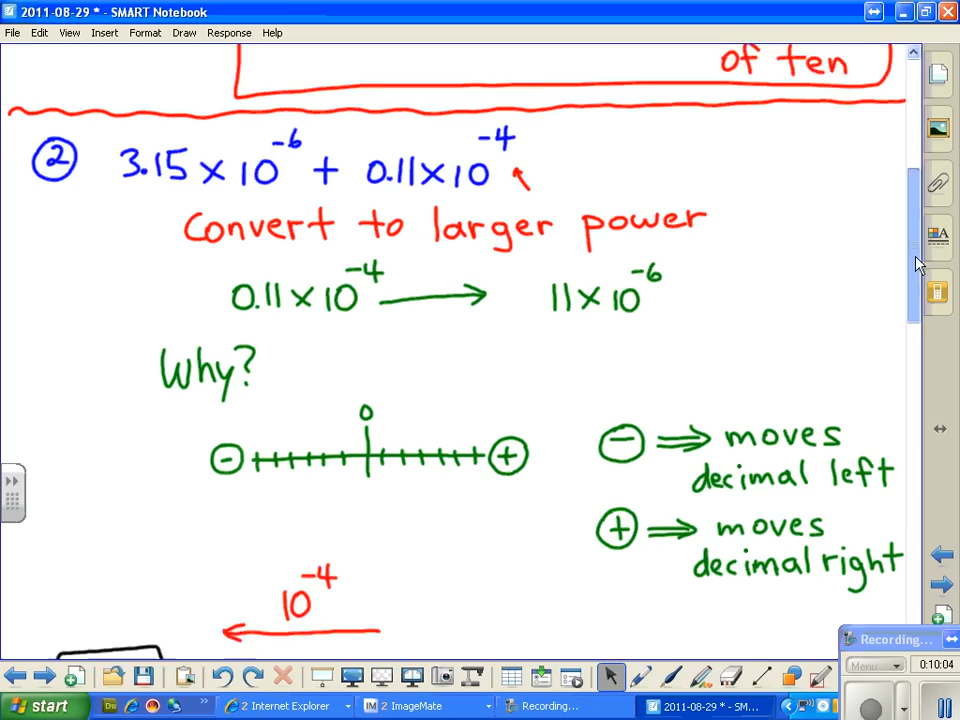 2011-08-29 * - SMART Notebook
File Edit View Insert Format Draw Response Help
of ten
② 3.15 × 10⁻⁶ + 0.11 × 10⁻⁴
Convert to larger power
0.11 × 10⁻⁴ → 11 × 10⁻⁶
Why?
0
⊖ ⊕
⊖ ⇒ moves
decimal left
⊕ ⇒ moves
decimal right
10⁻⁴
←
Recording...
Menu 0:10:04
start 2 Internet Explorer 2 ImageMate Recording... 2011-08-29 * - SM...